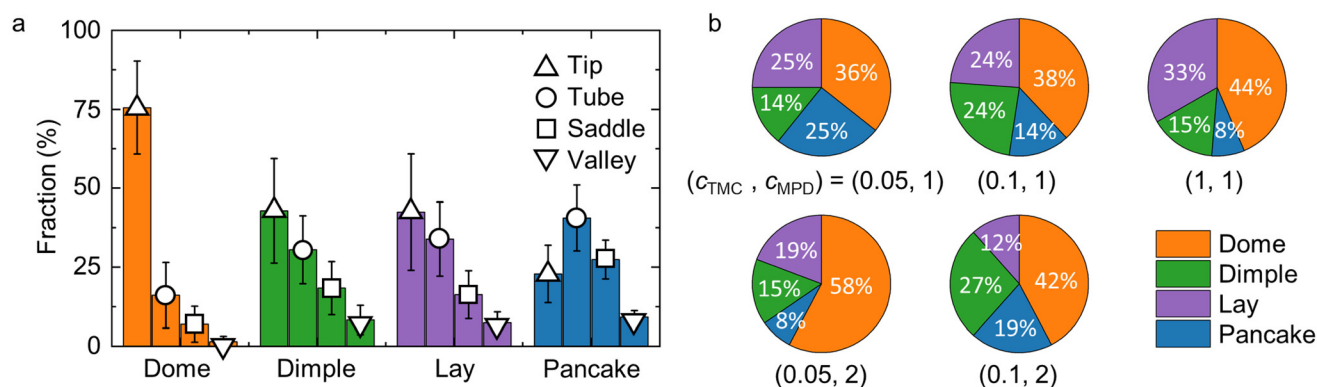 a
100
75
50
25
0
Fraction (%)
Tip
Tube
Saddle
Valley
Dome
Dimple
Lay
Pancake
b
25%
36%
14%
25%
24%
38%
24%
14%
33%
44%
15%
8%
(cTMC , cMPD) = (0.05, 1)
(0.1, 1)
(1, 1)
19%
15%
58%
8%
12%
27%
42%
19%
(0.05, 2)
(0.1, 2)
Dome
Dimple
Lay
Pancake